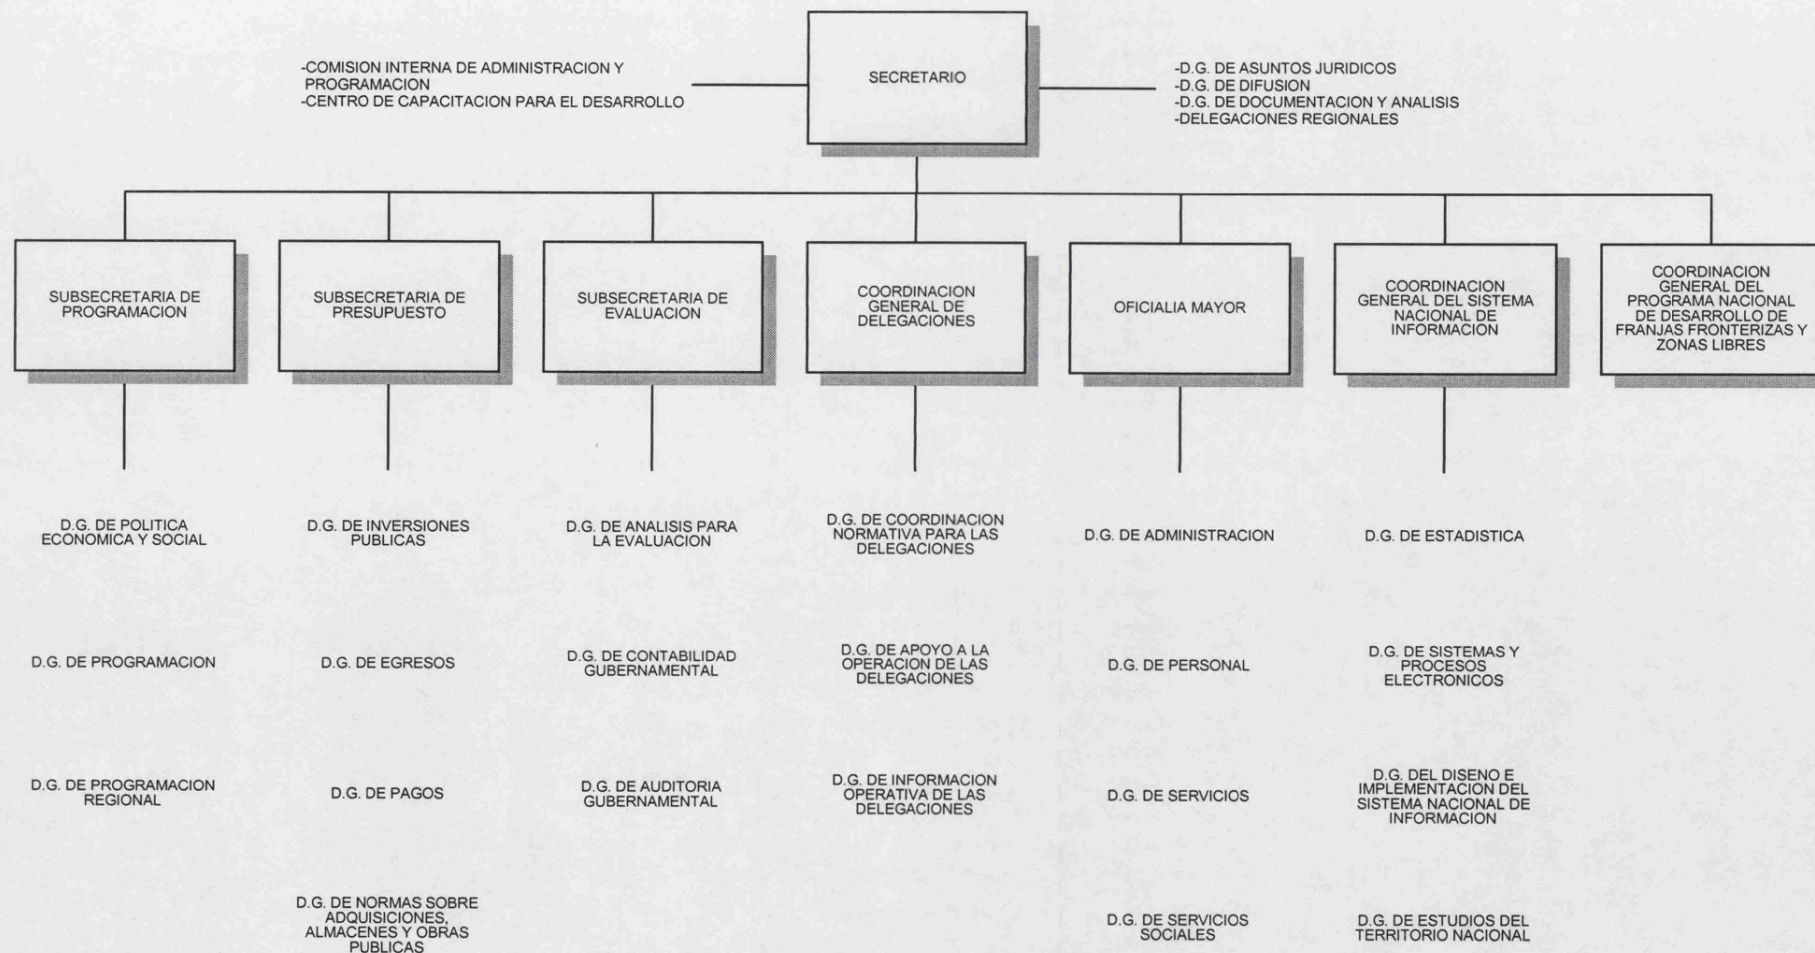 SECRETARIO
-COMISION INTERNA DE ADMINISTRACION Y
PROGRAMACION
-CENTRO DE CAPACITACION PARA EL DESARROLLO
-D.G. DE ASUNTOS JURIDICOS
-D.G. DE DIFUSION
-D.G. DE DOCUMENTACION Y ANALISIS
-DELEGACIONES REGIONALES
SUBSECRETARIA DE
PROGRAMACION
SUBSECRETARIA DE
PRESUPUESTO
SUBSECRETARIA DE
EVALUACION
COORDINACION
GENERAL DE
DELEGACIONES
OFICIALIA MAYOR
COORDINACION
GENERAL DEL SISTEMA
NACIONAL DE
INFORMACION
COORDINACION
GENERAL DEL
PROGRAMA NACIONAL
DE DESARROLLO DE
FRANJAS FRONTERIZAS Y
ZONAS LIBRES
D.G. DE POLITICA
ECONOMICA Y SOCIAL
D.G. DE INVERSIONES
PUBLICAS
D.G. DE ANALISIS PARA
LA EVALUACION
D.G. DE COORDINACION
NORMATIVA PARA LAS
DELEGACIONES
D.G. DE ADMINISTRACION
D.G. DE ESTADISTICA
D.G. DE PROGRAMACION
D.G. DE EGRESOS
D.G. DE CONTABILIDAD
GUBERNAMENTAL
D.G. DE APOYO A LA
OPERACION DE LAS
DELEGACIONES
D.G. DE PERSONAL
D.G. DE SISTEMAS Y
PROCESOS
ELECTRONICOS
D.G. DE PROGRAMACION
REGIONAL
D.G. DE PAGOS
D.G. DE AUDITORIA
GUBERNAMENTAL
D.G. DE INFORMACION
OPERATIVA DE LAS
DELEGACIONES
D.G. DE SERVICIOS
D.G. DEL DISENO E
IMPLEMENTACION DEL
SISTEMA NACIONAL DE
INFORMACION
D.G. DE NORMAS SOBRE
ADQUISICIONES,
ALMACENES Y OBRAS
PUBLICAS
D.G. DE SERVICIOS
SOCIALES
D.G. DE ESTUDIOS DEL
TERRITORIO NACIONAL